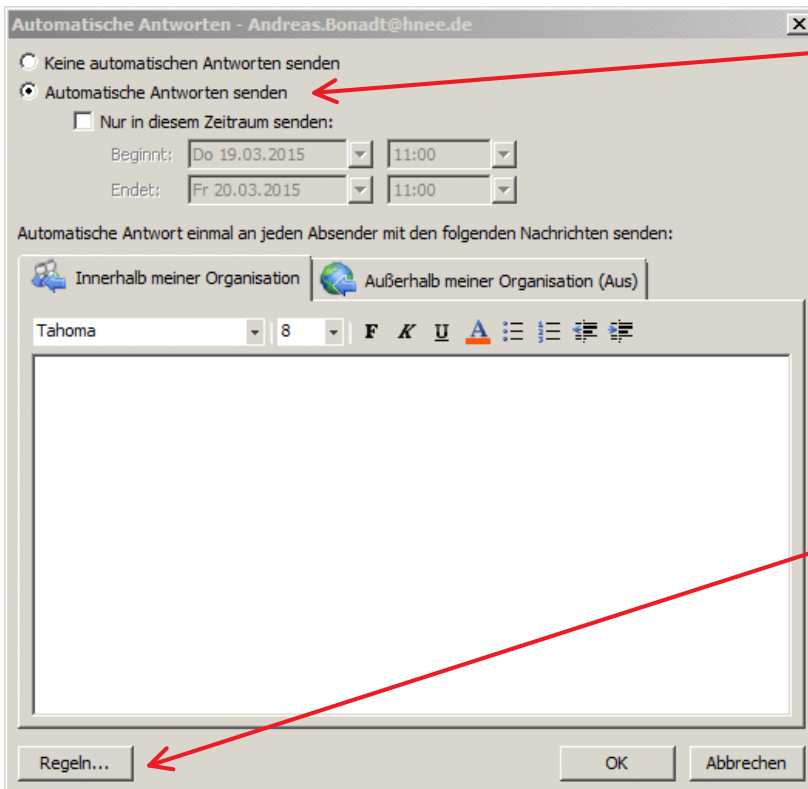 Automatische Antworten - Andreas.Bonadt@hnee.de
Keine automatischen Antworten senden
Automatische Antworten senden
Nur in diesem Zeitraum senden:
Beginnt: Do 19.03.2015 11:00
Endet: Fr 20.03.2015 11:00
Automatische Antwort einmal an jeden Absender mit den folgenden Nachrichten senden:
Innerhalb meiner Organisation Außerhalb meiner Organisation (Aus)
Tahoma 8 F K U A
Regeln... OK Abbrechen